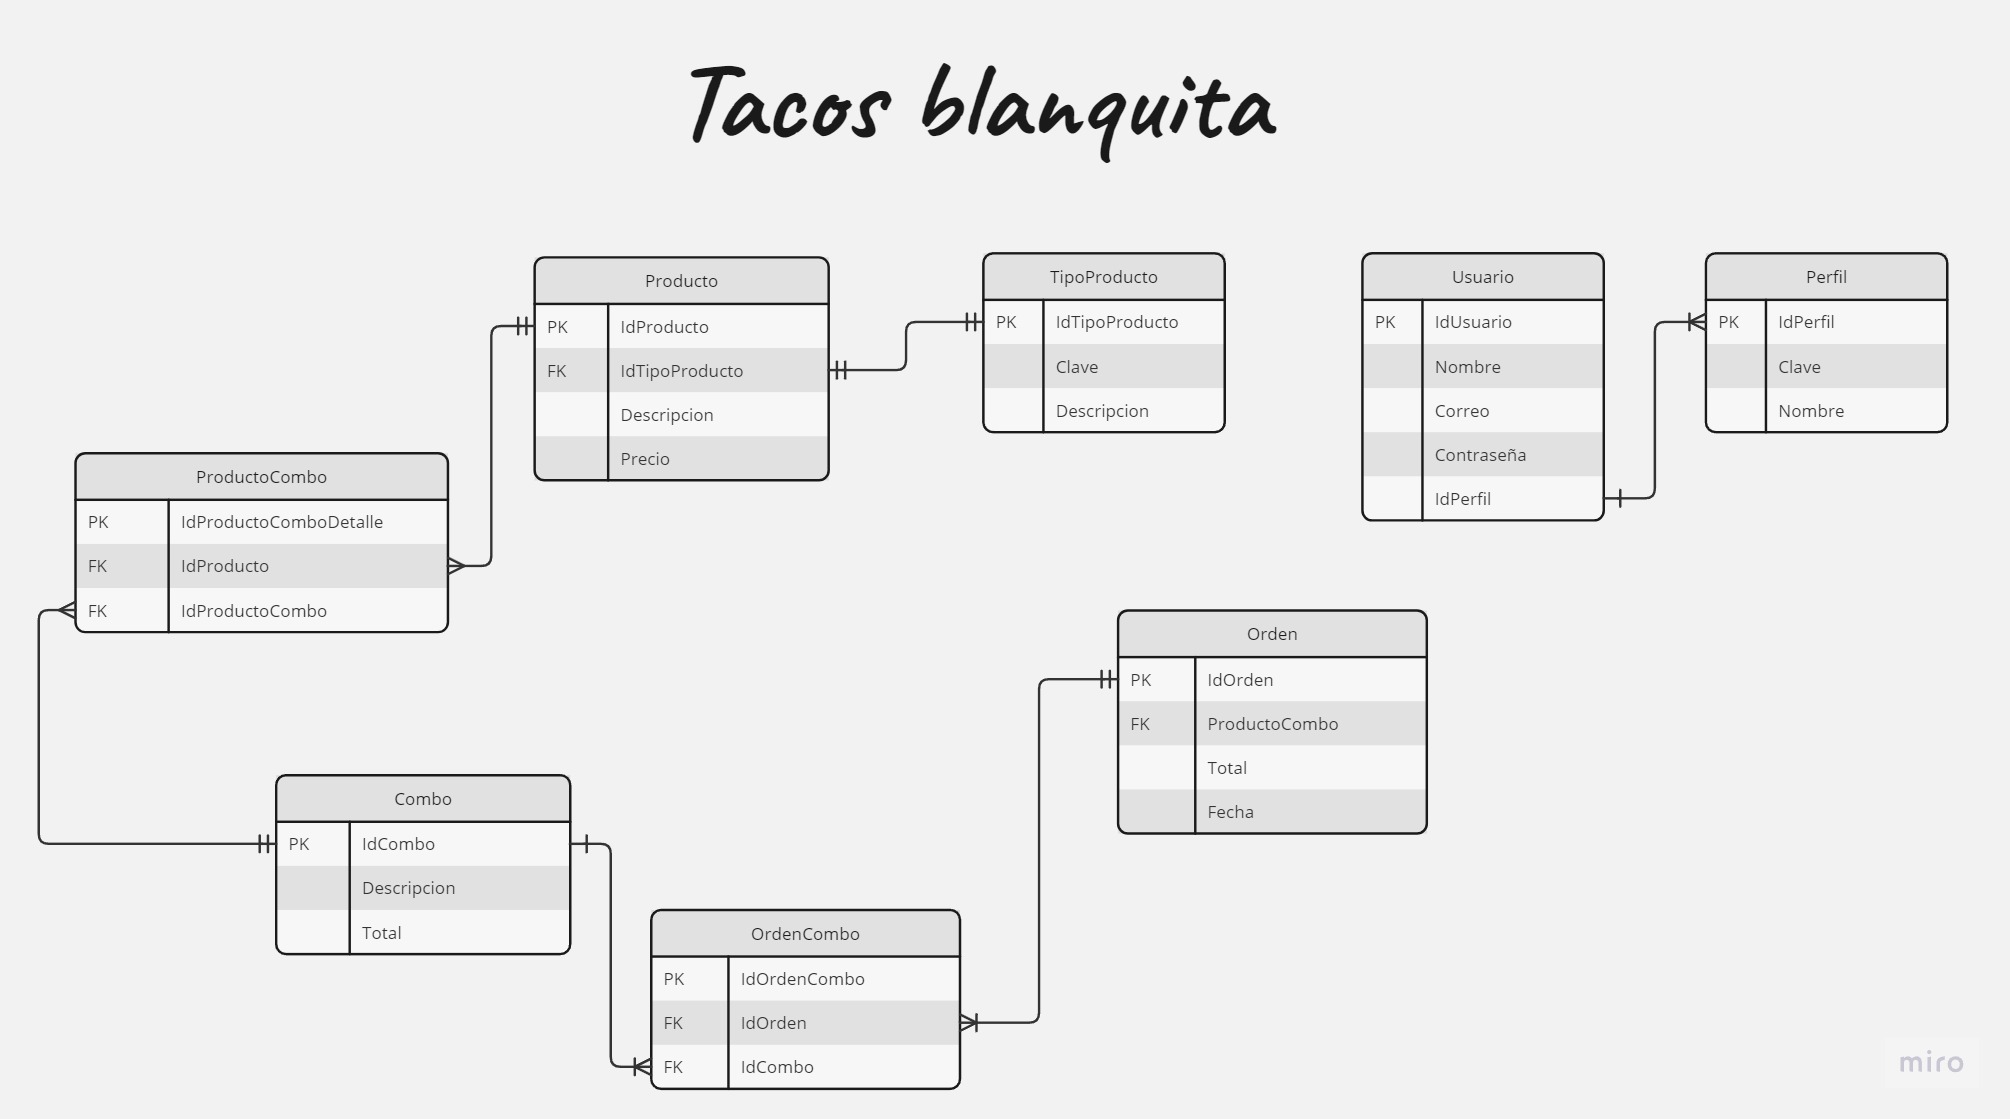 Tacos blanquita
Producto
PK IdProducto
FK IdTipoProducto
Descripcion
Precio
TipoProducto
PK IdTipoProducto
Clave
Descripcion
Usuario
PK IdUsuario
Nombre
Correo
Contraseña
IdPerfil
Perfil
PK IdPerfil
Clave
Nombre
ProductoCombo
PK IdProductoComboDetalle
FK IdProducto
FK IdProductoCombo
Orden
PK IdOrden
FK ProductoCombo
Total
Fecha
Combo
PK IdCombo
Descripcion
Total
OrdenCombo
PK IdOrdenCombo
FK IdOrden
FK IdCombo
miro